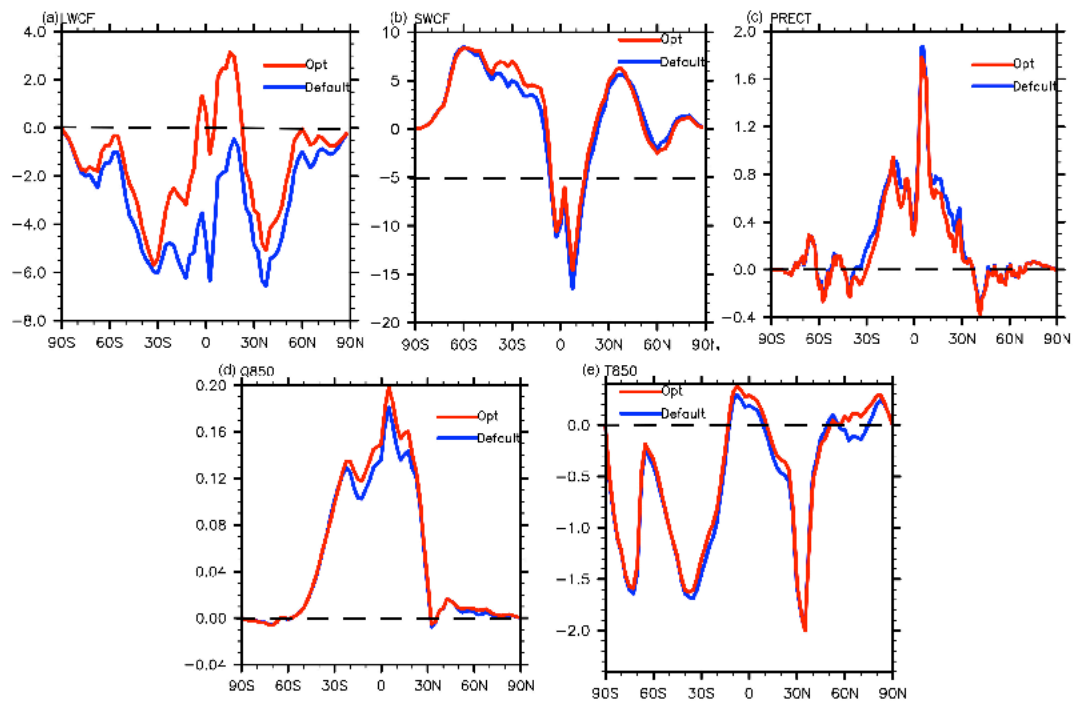 (a) LWCF
4.0
2.0
0.0
−2.0
−4.0
−6.0
−8.0
90S 60S 30S 0 30N 60N 90N
Opt
Default
(b) SWCF
10
5
0
−5
−10
−15
−20
90S 60S 30S 0 30N 60N 90N
Opt
Default
(c) PRECT
2.0
1.6
1.2
0.8
0.4
0.0
−0.4
90S 60S 30S 0 30N 60N 90N
Opt
Default
(d) Q850
0.20
0.16
0.12
0.08
0.04
0.00
−0.04
90S 60S 30S 0 30N 60N 90N
Opt
Default
(e) T850
0.0
−0.5
−1.0
−1.5
−2.0
90S 60S 30S 0 30N 60N 90N
Opt
Default